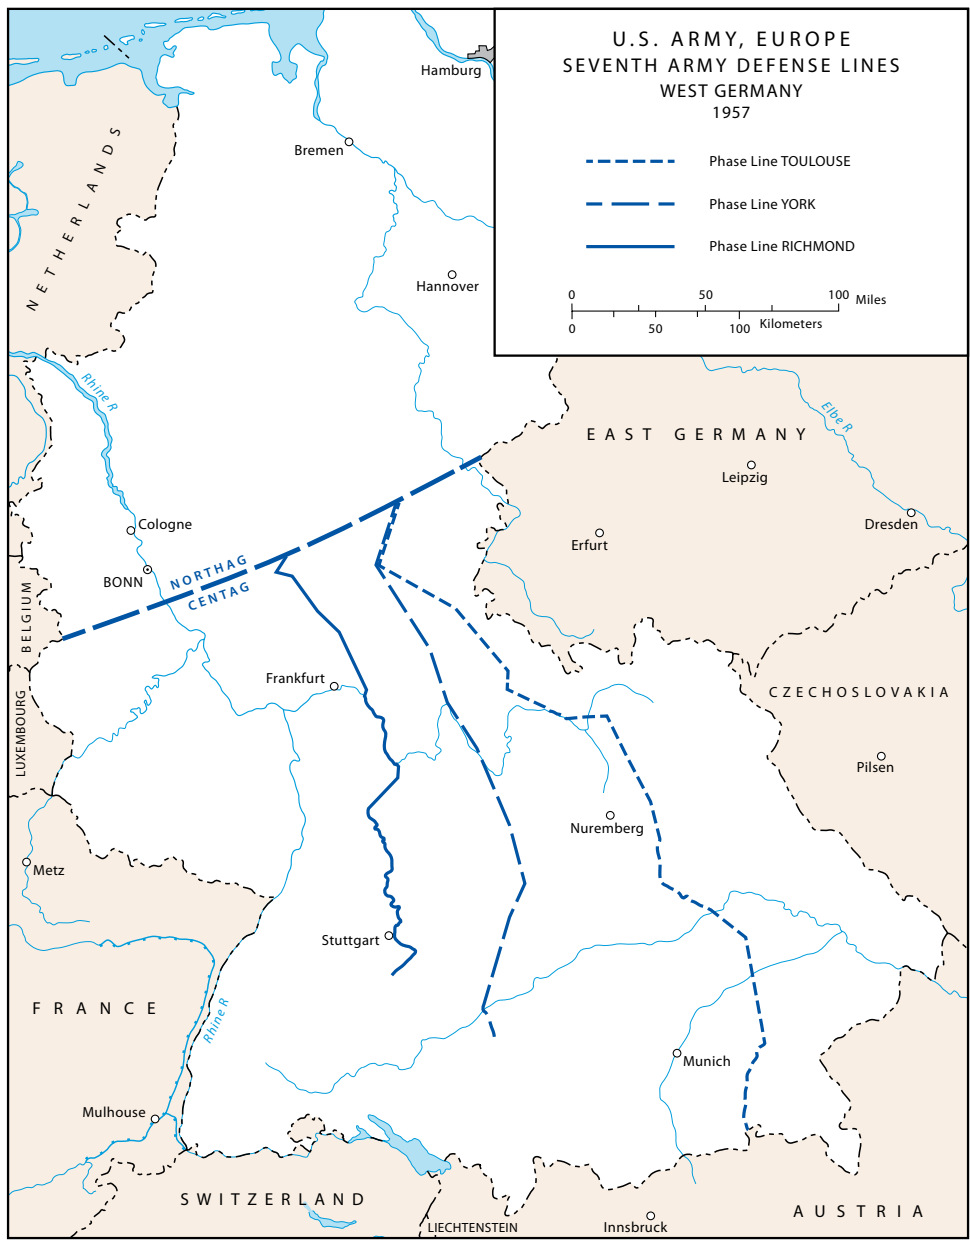 U.S. ARMY, EUROPE
SEVENTH ARMY DEFENSE LINES
WEST GERMANY
1957
Phase Line TOULOUSE
Phase Line YORK
Phase Line RICHMOND
0 50 100 Miles
0 50 100 Kilometers
Hamburg
Bremen
NETHERLANDS
Hannover
Rhine R
Elbe R
EAST GERMANY
Leipzig
Dresden
Cologne
Erfurt
BONN
NORTHAG
CENTAG
BELGIUM
Frankfurt
CZECHOSLOVAKIA
LUXEMBOURG
Pilsen
Nuremberg
Metz
Stuttgart
FRANCE
Rhine R
Munich
Mulhouse
SWITZERLAND
LIECHTENSTEIN
Innsbruck
AUSTRIA